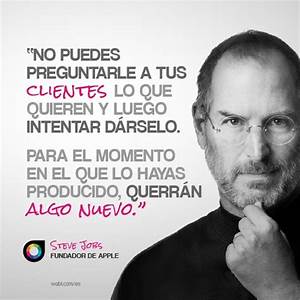 “NO PUEDES
PREGUNTARLE A TUS
CLIENTES LO QUE
QUIEREN Y LUEGO
INTENTAR DÁRSELO.
PARA EL MOMENTO
EN EL QUE LO HAYAS
PRODUCIDO, QUERRÁN
ALGO NUEVO.”
STEVE JOBS
FUNDADOR DE APPLE